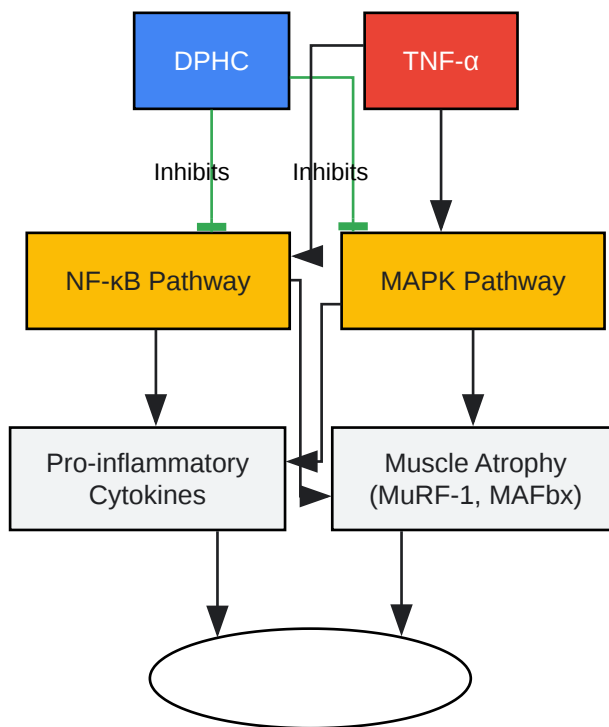 DPHC
TNF-α
Inhibits
Inhibits
NF-κB Pathway
MAPK Pathway
Pro-inflammatory
Cytokines
Muscle Atrophy
(MuRF-1, MAFbx)